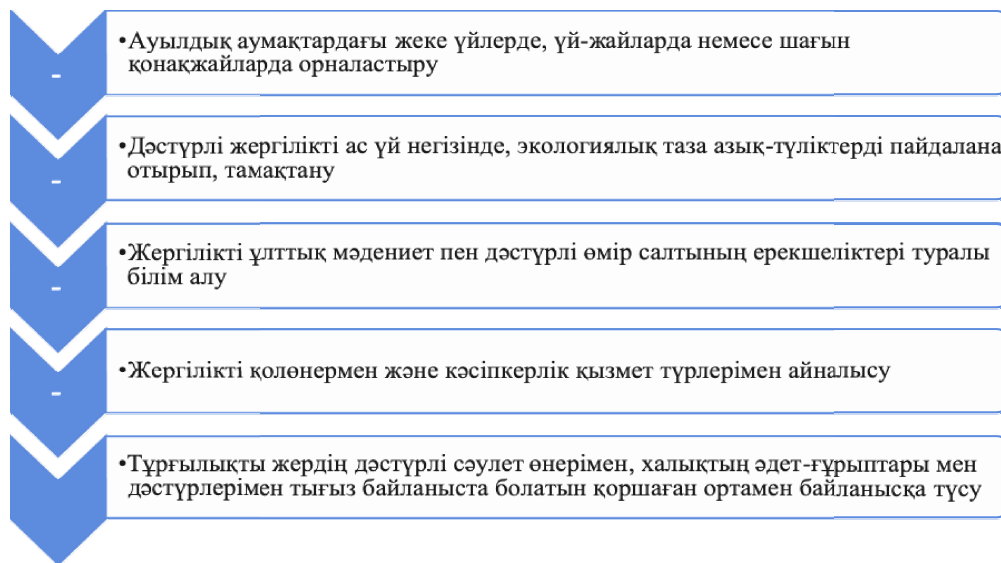 •Ауылдық аумақтардағы жеке үйлерде, үй-жайларда немесе шағын
қонақжайларда орналастыру
-
•Дәстүрлі жергілікті ас үй негізінде, экологиялық таза азық-түліктерді пайдалана
отырып, тамақтану
-
•Жергілікті ұлттық мәдениет пен дәстүрлі өмір салтының ерекшеліктері туралы
білім алу
-
•Жергілікті қолөнермен және кәсіпкерлік қызмет түрлерімен айналысу
-
•Тұрғылықты жердің дәстүрлі сәулет өнерімен, халықтың әдет-ғұрыптары мен
дәстүрлерімен тығыз байланыста болатын қоршаған ортамен байланысқа түсу